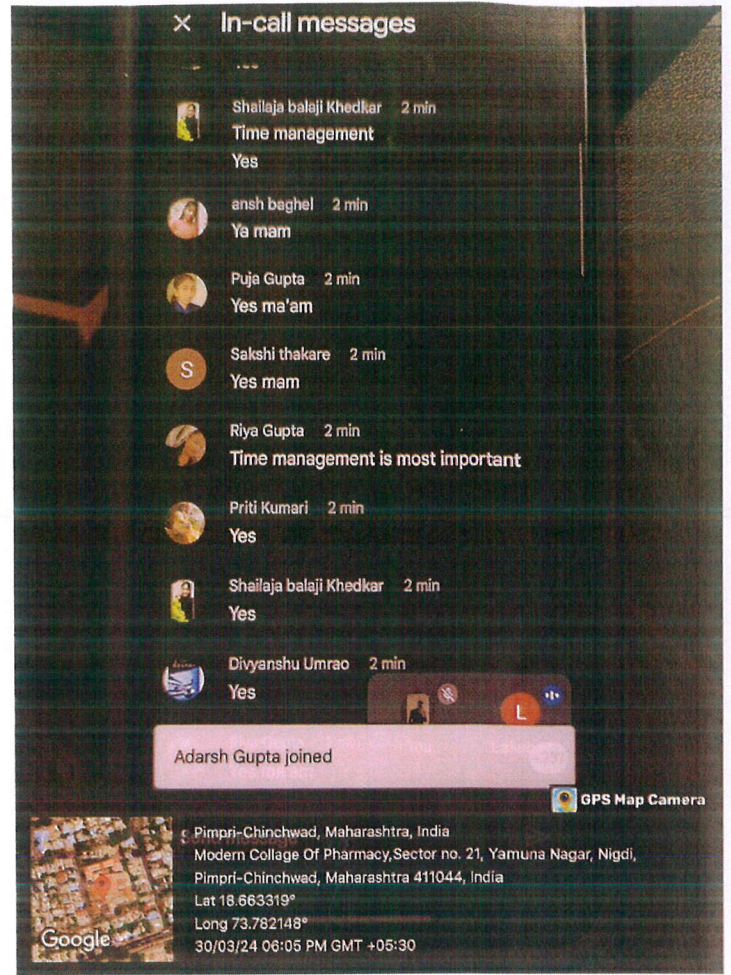 × In-call messages
Shailaja balaji Khedkar 2 min
Time management
Yes
ansh baghel 2 min
Ya mam
Puja Gupta 2 min
Yes ma'am
S
Sakshi thakare 2 min
Yes mam
Riya Gupta 2 min
Time management is most important
Priti Kumari 2 min
Yes
Shailaja balaji Khedkar 2 min
Yes
Divyanshu Umrao 2 min
Yes
L
Adarsh Gupta joined
GPS Map Camera
Pimpri-Chinchwad, Maharashtra, India
Modern Collage Of Pharmacy,Sector no. 21, Yamuna Nagar, Nigdi,
Pimpri-Chinchwad, Maharashtra 411044, India
Lat 18.663319°
Long 73.782148°
30/03/24 06:05 PM GMT +05:30
Google